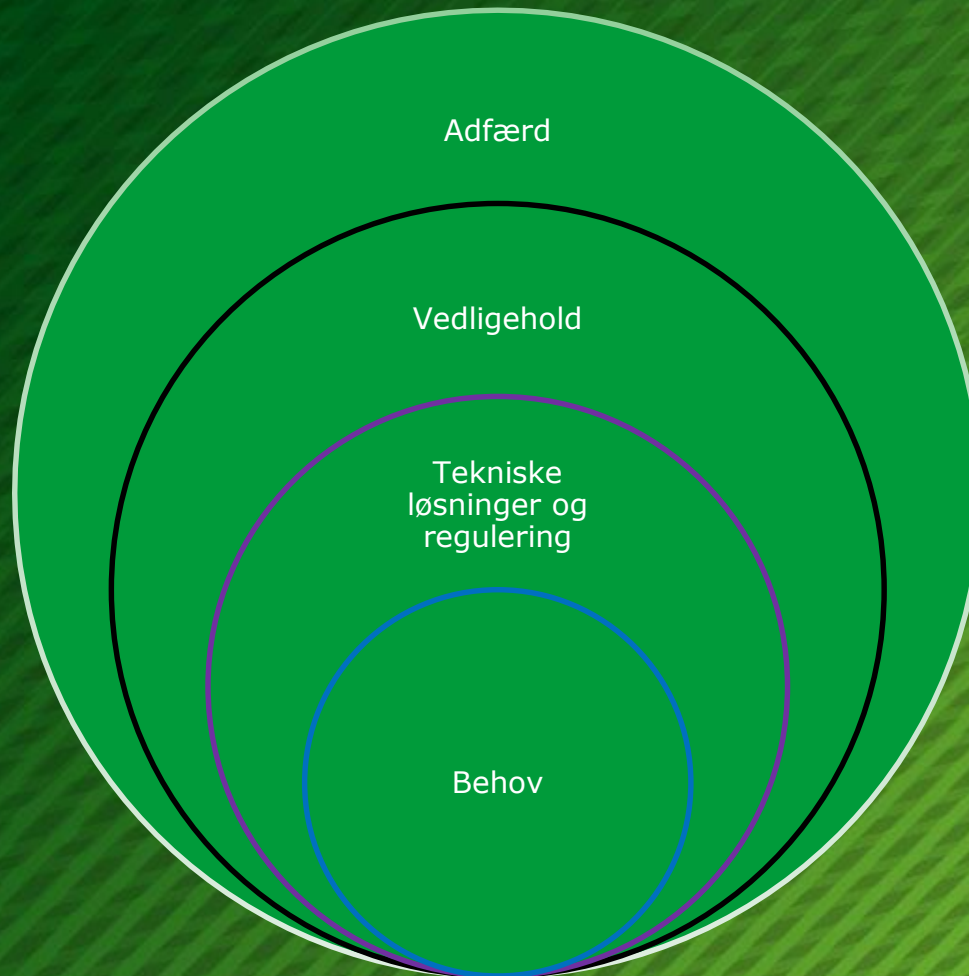 Adfærd
Vedligehold
Tekniske
løsninger og
regulering
Behov